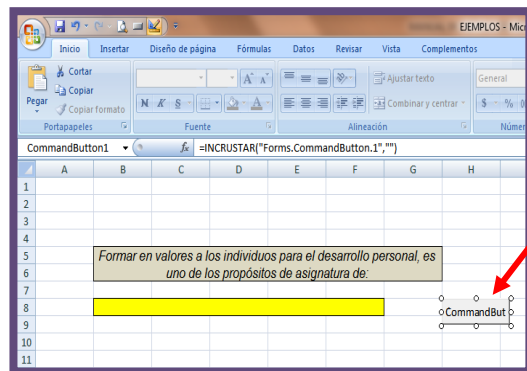 EJEMPLOS - Mic
Inicio Insertar Diseño de página Fórmulas Datos Revisar Vista Complementos
Pegar
Cortar
Copiar
Copiar formato
Portapapeles
N K S
Fuente
A A
Ajustar texto
Combinar y centrar
Alineación
General
$ %
Númer
CommandButton1 fx =INCRUSTAR("Forms.CommandButton.1","")
A B C D E F G H
1
2
3
4
5 Formar en valores a los individuos para el desarrollo personal, es
6 uno de los propósitos de asignatura de:
7
8 CommandBut
9
10
11